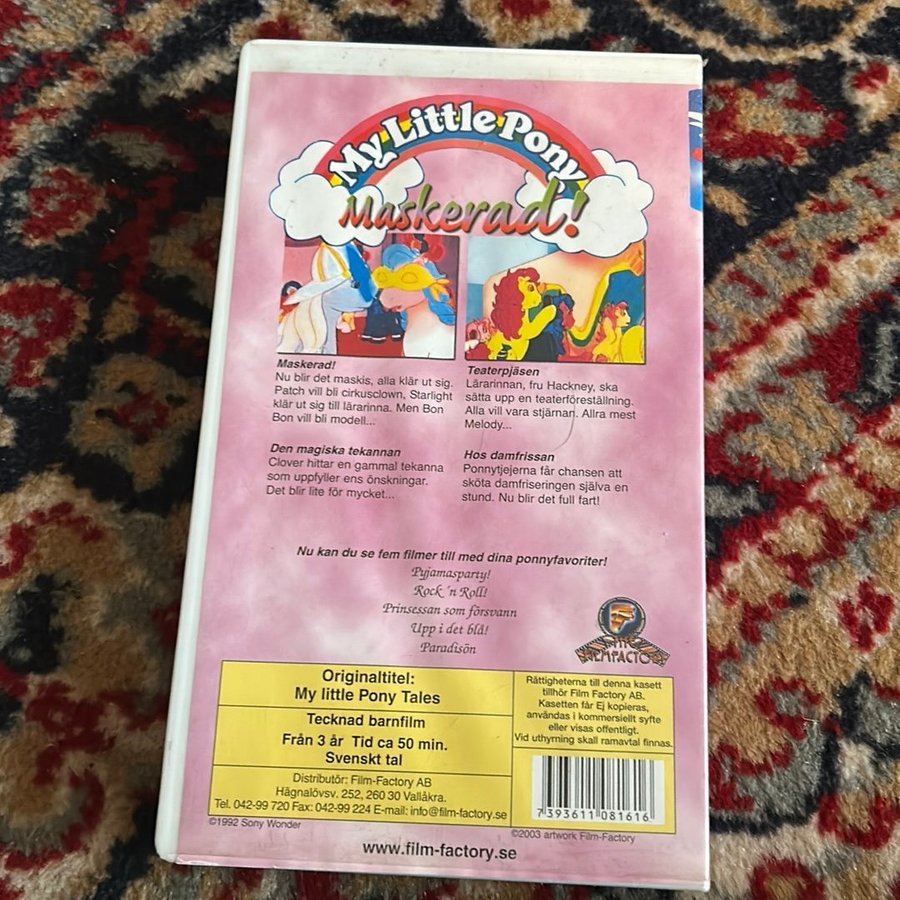 My Little Pony
Maskerad!
Maskerad!
Nu blir det maskis, alla klär ut sig.
Patch vill bli cirkusclown, Starlight
klär ut sig till lärarinna. Men Bon
Bon vill bli modell...
Teaterpjäsen
Lärarinnan, fru Hackney, ska
sätta upp en teaterföreställning.
Alla vill vara stjärnan. Allra mest
Melody...
Den magiska tekannan
Clover hittar en gammal tekanna
som uppfyller ens önskningar.
Det blir lite för mycket...
Hos damfrissan
Ponnytjejerna får chansen att
sköta damfriseringen själva en
stund. Nu blir det full fart!
Nu kan du se fem filmer till med dina ponnyfavoriter!
Pyjamasparty!
Rock ´n Roll!
Prinsessan som försvann
Upp i det blå!
Paradisön
FILMFACTORY
Originaltitel:
My little Pony Tales
Tecknad barnfilm
Från 3 år Tid ca 50 min.
Svenskt tal
Distributör: Film-Factory AB
Hägnalövsv. 252, 260 30 Vallåkra.
Tel. 042-99 720 Fax: 042-99 224 E-mail: info@film-factory.se
Rättigheterna till denna kasett
tillhör Film Factory AB.
Kasetten får Ej kopieras,
användas i kommersiellt syfte
eller visas offentligt.
Vid uthyrning skall ramavtal finnas.
7 393611 081616
©1992 Sony Wonder
©2003 artwork Film-Factory
www.film-factory.se